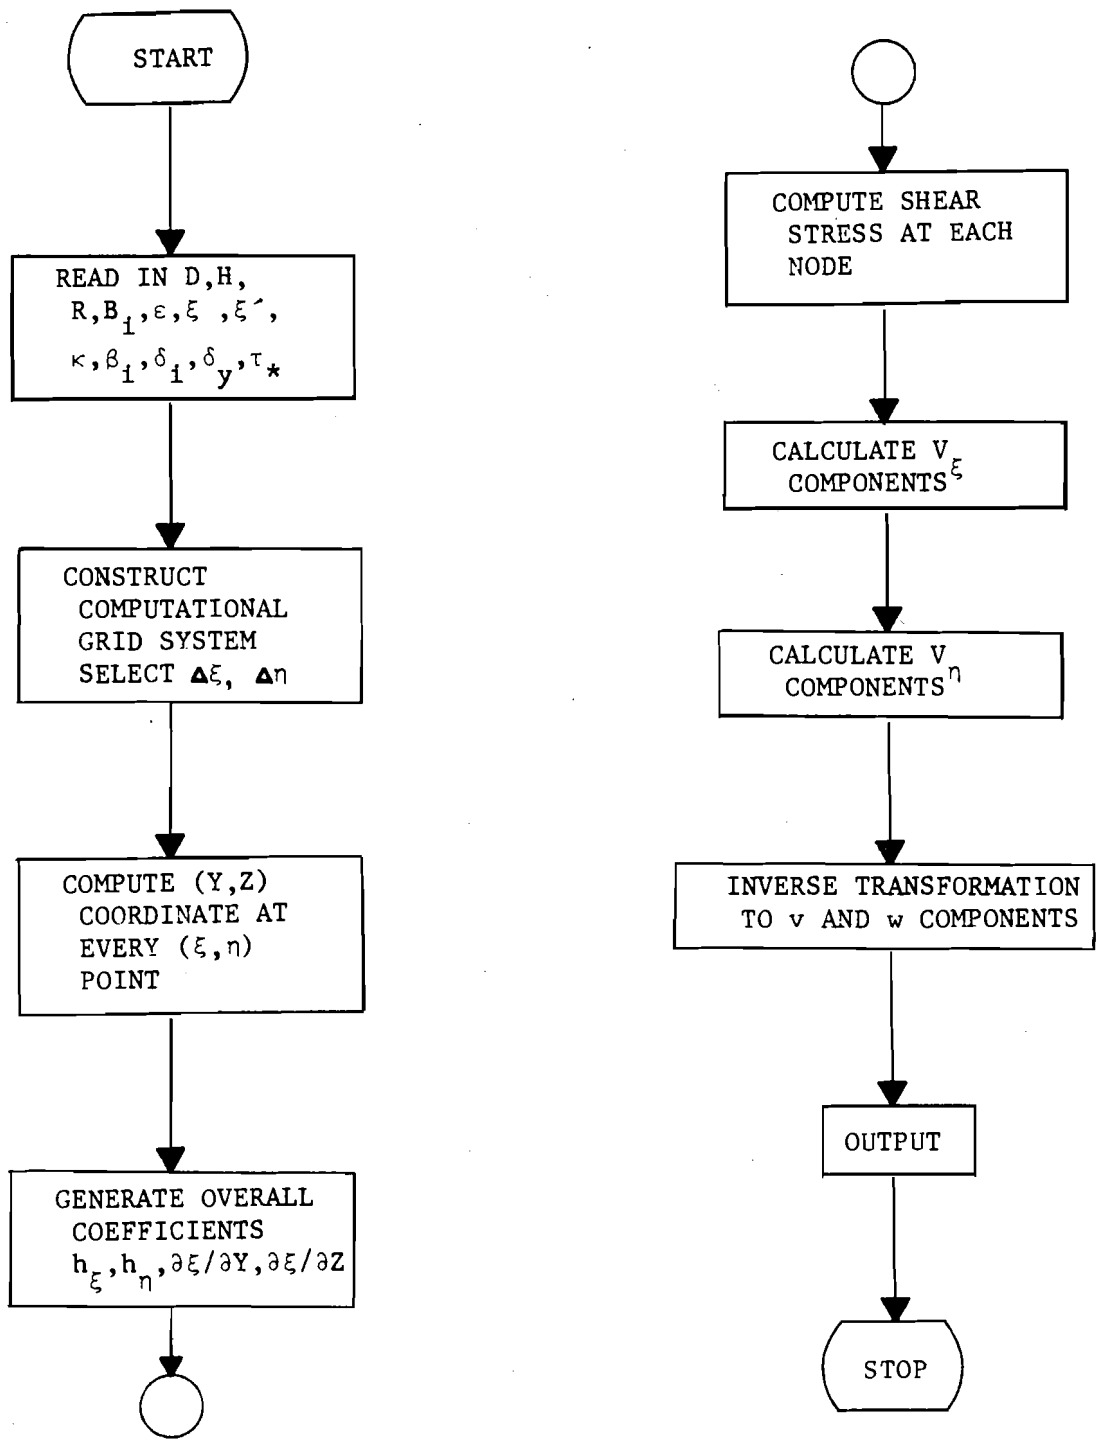 START
READ IN D,H,
R,B_i,ε,ξ ,ξ´,
κ,β_i,δ_i,δ_y,τ_*
CONSTRUCT
COMPUTATIONAL
GRID SYSTEM
SELECT Δξ, Δη
COMPUTE (Y,Z)
COORDINATE AT
EVERY (ξ,η)
POINT
GENERATE OVERALL
COEFFICIENTS
h_ξ,h_η,∂ξ/∂Y,∂ξ/∂Z
COMPUTE SHEAR
STRESS AT EACH
NODE
CALCULATE V_ξ
COMPONENTS
CALCULATE V_η
COMPONENTS
INVERSE TRANSFORMATION
TO v AND w COMPONENTS
OUTPUT
STOP